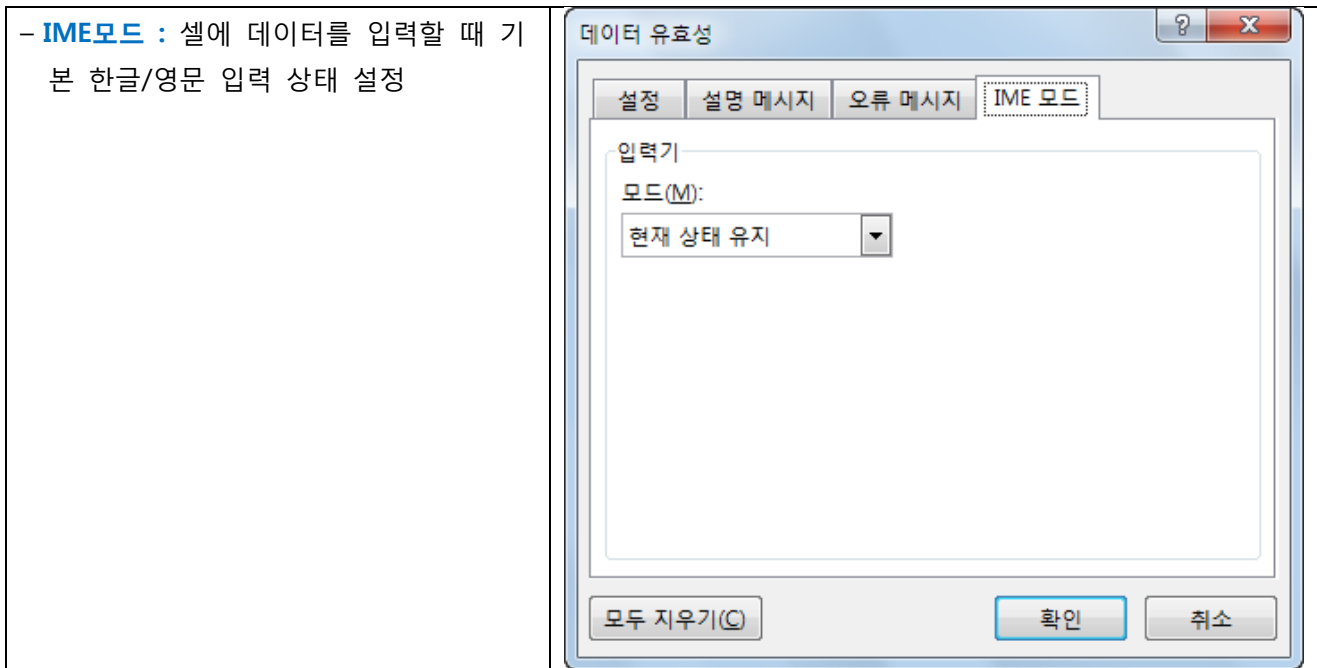 – IME모드 : 셀에 데이터를 입력할 때 기
본 한글/영문 입력 상태 설정
데이터 유효성
설정 설명 메시지 오류 메시지 IME 모드
입력기
모드(M):
현재 상태 유지
모두 지우기(C) 확인 취소